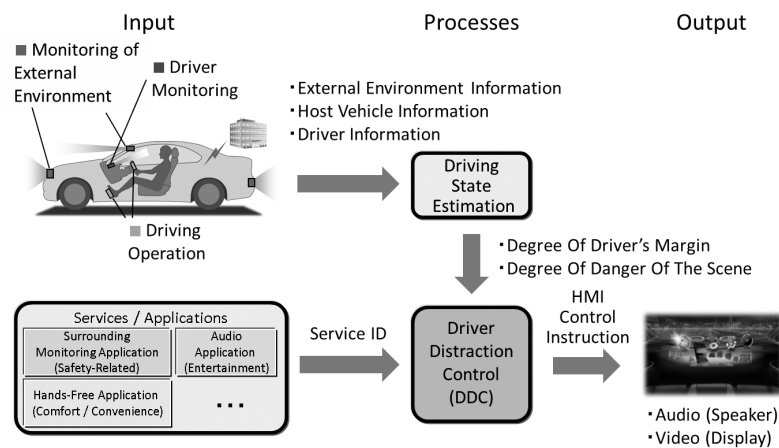 Input
Processes
Output
■ Monitoring of
External
Environment
■ Driver
Monitoring
・External Environment Information
・Host Vehicle Information
・Driver Information
Driving
State
Estimation
■ Driving
Operation
・Degree Of Driver's Margin
・Degree Of Danger Of The Scene
Services / Applications
Surrounding
Monitoring Application
(Safety-Related)
Audio
Application
(Entertainment)
Hands-Free Application
(Comfort / Convenience)
...
Service ID
Driver
Distraction
Control
(DDC)
HMI
Control
Instruction
・Audio (Speaker)
・Video (Display)